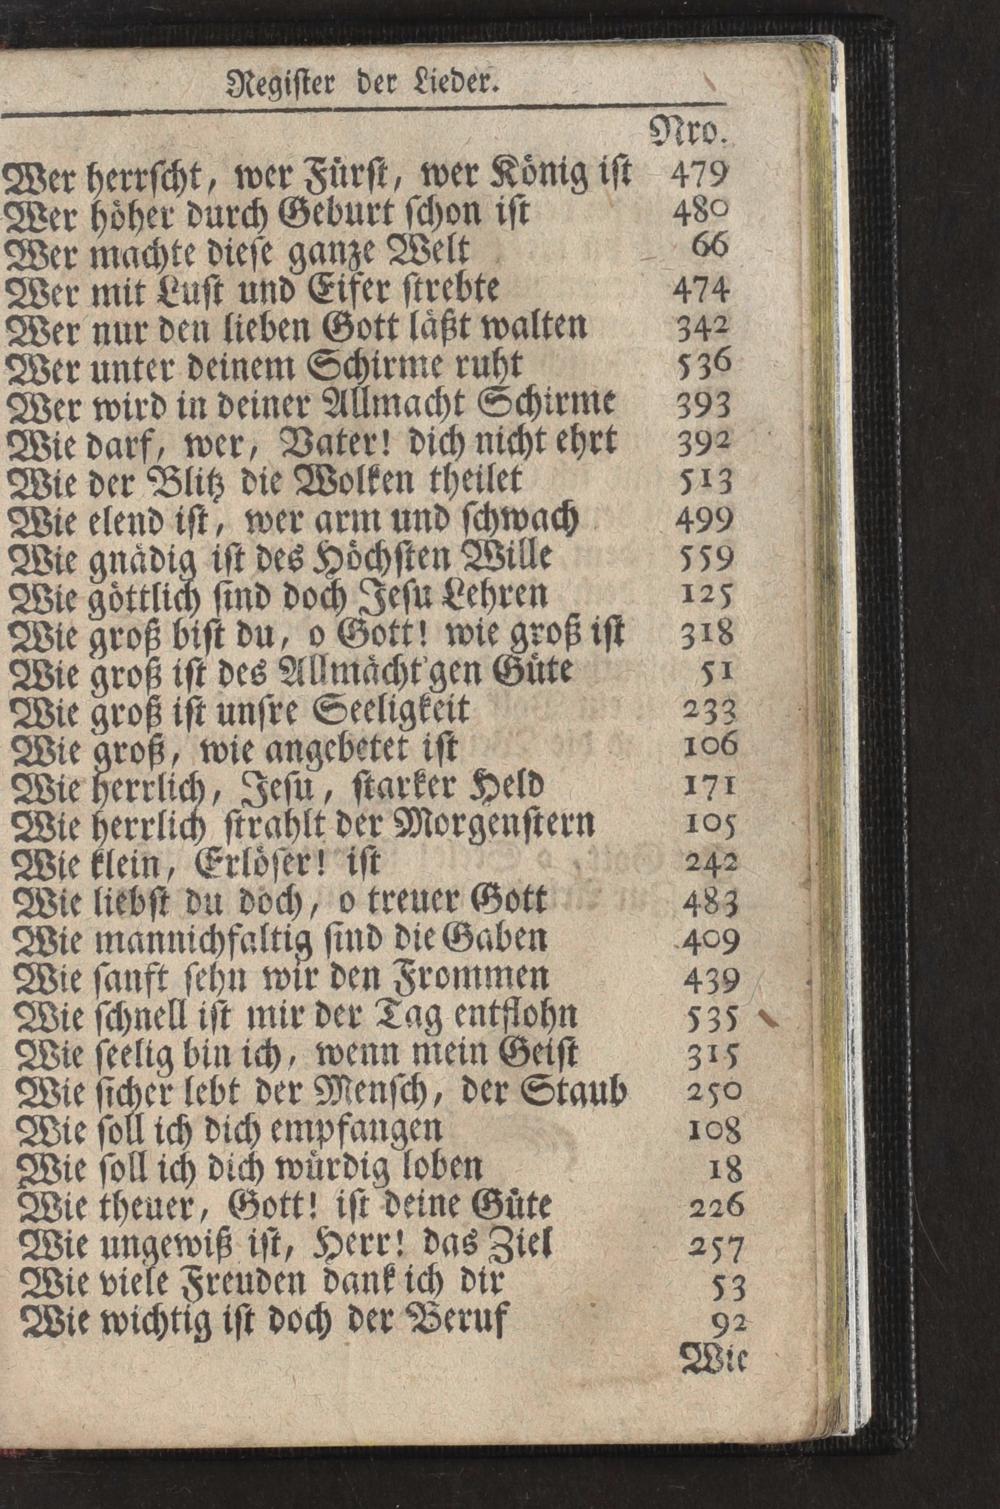 Register der Lieder.
Nro.
Wer herrscht, wer Fürst, wer König ist 479
Wer höher durch Geburt schon ist 480
Wer machte diese ganze Welt 66
Wer mit Lust und Eifer strebte 474
Wer nur den lieben Gott läßt walten 342
Wer unter deinem Schirme ruht 536
Wer wird in deiner Allmacht Schirme 393
Wie darf, wer, Vater! dich nicht ehrt 392
Wie der Blitz die Wolken theilet 513
Wie elend ist, wer arm und schwach 499
Wie gnädig ist des Höchsten Wille 559
Wie göttlich sind doch Jesu Lehren 125
Wie groß bist du, o Gott! wie groß ist 318
Wie groß ist des Allmächt'gen Güte 51
Wie groß ist unsre Seeligkeit 233
Wie groß, wie angebetet ist 106
Wie herrlich, Jesu, starker Held 171
Wie herrlich strahlt der Morgenstern 105
Wie klein, Erlöser! ist 242
Wie liebst du doch, o treuer Gott 483
Wie mannichfaltig sind die Gaben 409
Wie sanft sehn wir den Frommen 439
Wie schnell ist mir der Tag entflohn 535
Wie seelig bin ich, wenn mein Geist 315
Wie sicher lebt der Mensch, der Staub 250
Wie soll ich dich empfangen 108
Wie soll ich dich würdig loben 18
Wie theuer, Gott! ist deine Güte 226
Wie ungewiß ist, Herr! das Ziel 257
Wie viele Freuden dank ich dir 53
Wie wichtig ist doch der Beruf 92
Wie